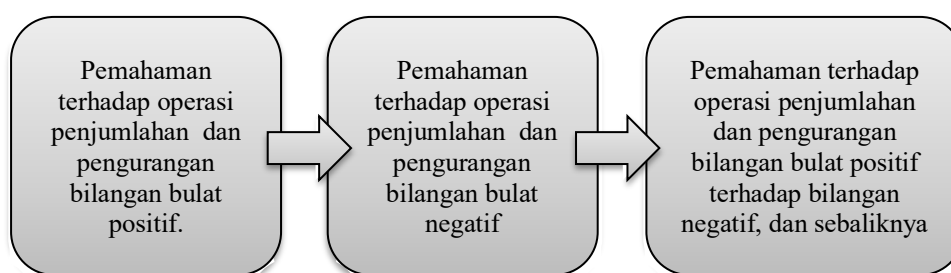 Pemahaman
terhadap operasi
penjumlahan dan
pengurangan
bilangan bulat
positif.
Pemahaman
terhadap operasi
penjumlahan dan
pengurangan
bilangan bulat
negatif
Pemahaman terhadap
operasi penjumlahan
dan pengurangan
bilangan bulat positif
terhadap bilangan
negatif, dan sebaliknya